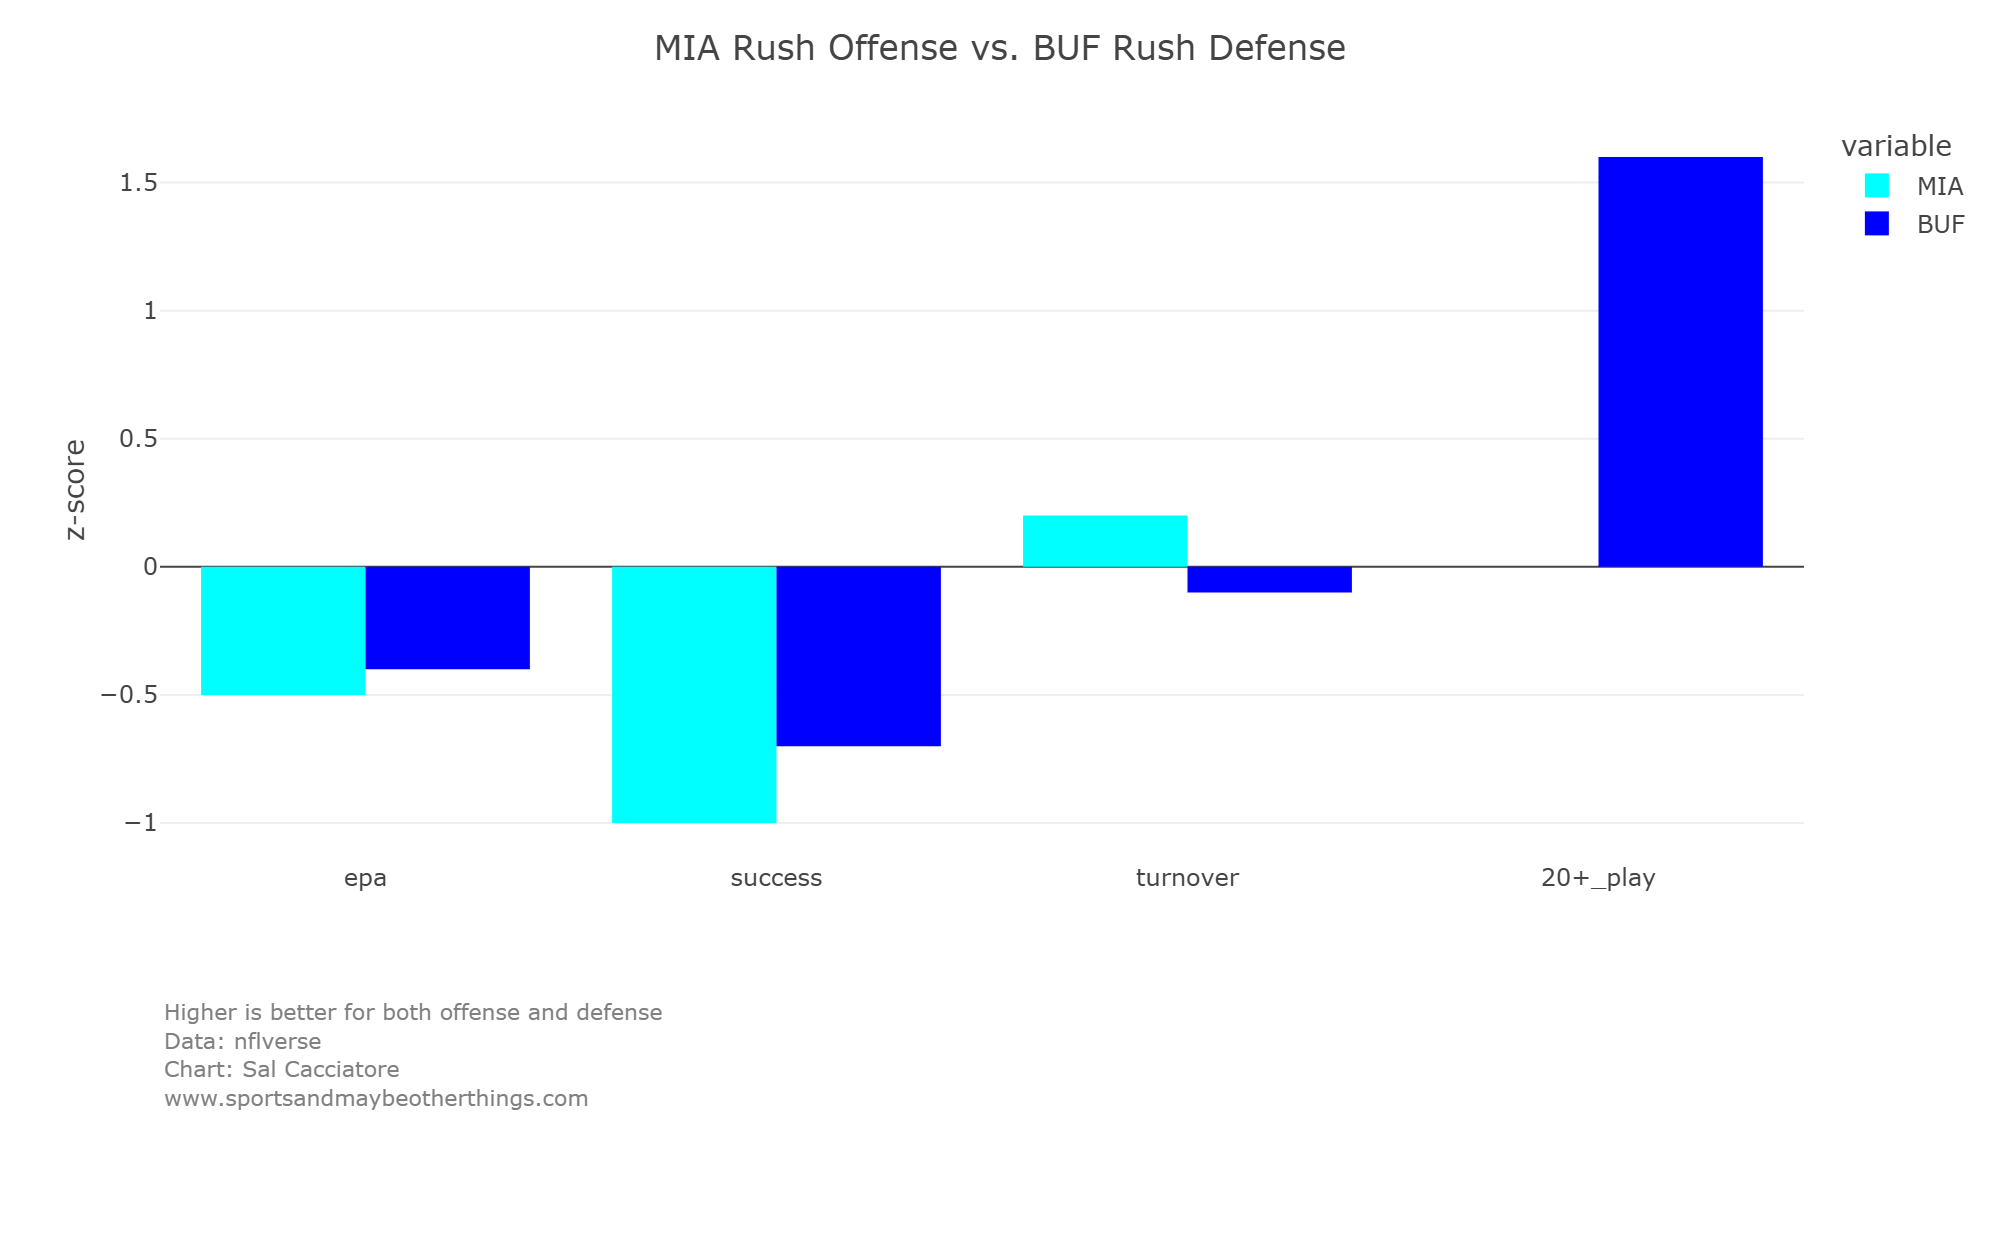 MIA Rush Offense vs. BUF Rush Defense
variable
MIA
BUF
1.5
1
0.5
0
−0.5
−1
z-score
epa
success
turnover
20+_play
Higher is better for both offense and defense
Data: nflverse
Chart: Sal Cacciatore
www.sportsandmaybeotherthings.com